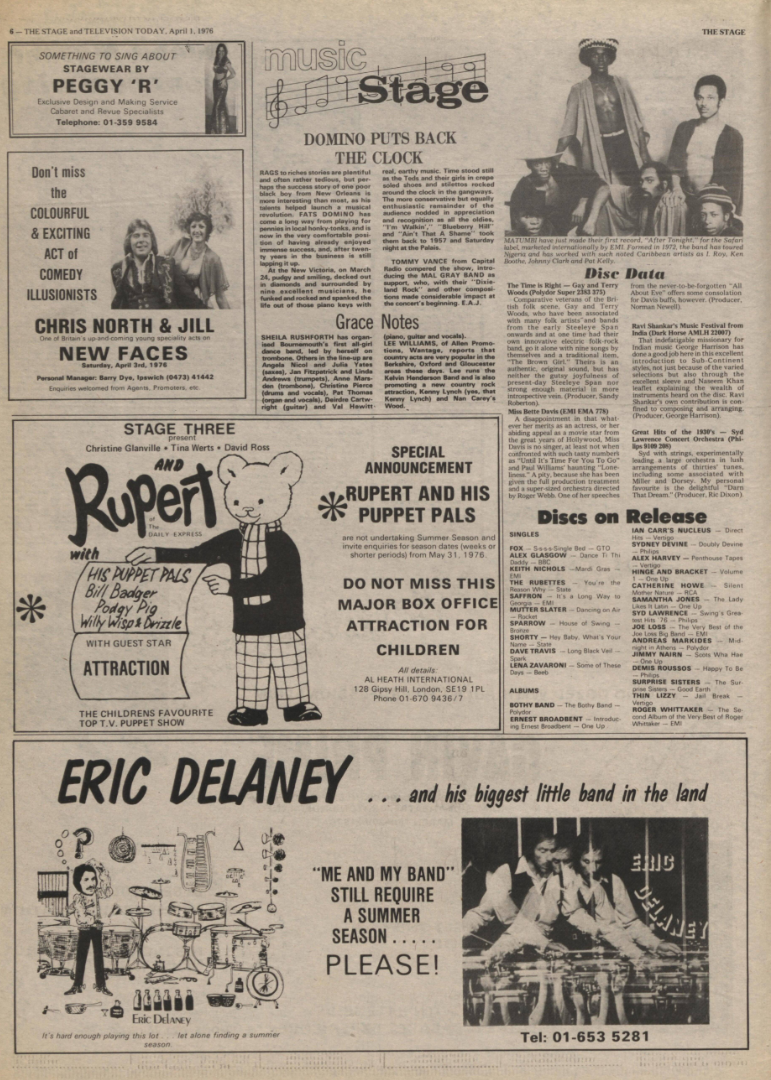 6 — THE STAGE and TELEVISION TODAY, April 1, 1976
THE STAGE
SOMETHING TO SING ABOUT
STAGEWEAR BY
PEGGY 'R'
Exclusive Design and Making Service
Cabaret and Revue Specialists
Telephone: 01-359 9584
Don't miss
the
COLOURFUL
& EXCITING
ACT of
COMEDY
ILLUSIONISTS
CHRIS NORTH & JILL
One of Britain's up-and-coming young speciality acts on
NEW FACES
Saturday, April 3rd, 1976
Personal Manager: Barry Dye, Ipswich (0473) 41442
Enquiries welcomed from Agents, Promoters, etc.
music
Stage
DOMINO PUTS BACK
THE CLOCK
RAGS to riches stories are plentiful
and often rather tedious, but per-
haps the success story of one poor
black boy from New Orleans is
more interesting than most, as his
talents helped launch a musical
revolution. FATS DOMINO has
come a long way from playing for
pennies in local honky-tonks, and is
now in the very comfortable posi-
tion of having already enjoyed
immense success, and, after twen-
ty years in the business is still
lapping it up.
At the New Victoria, on March
24, pudgy and smiling, decked out
in diamonds and surrounded by
nine excellent musicians, he
funked and rocked and spanked the
life out of those piano keys with
real, earthy music. Time stood still
as the Teds and their girls in crepe
soled shoes and stilettos rocked
around the clock in the gangways.
The more conservative but equally
enthusiastic remainder of the
audience nodded in appreciation
and recognition as all the oldies,
"I'm Walkin'," "Blueberry Hill"
and "Ain't That A Shame" took
them back to 1957 and Saturday
night at the Palais.
TOMMY VANCE from Capital
Radio compered the show, intro-
ducing the MAL GRAY BAND as
support, who, with their "Dixie-
land Rock" and other composi-
tions made considerable impact at
the concert's beginning. E.A.J.
Grace Notes
SHEILA RUSHFORTH has organ-
ised Bournemouth's first all-girl
dance band, led by herself on
trombone. Others in the line-up are
Angela Nicol and Julia Yates
(saxes), Jan Fitzpatrick and Linda
Andrews (trumpets), Anne Mars-
den (trombone), Christine Pierce
(drums and vocals), Pat Thomas
(organ and vocals), Deirdre Cartw-
right (guitar) and Val Hewitt-
(piano, guitar and vocals).
LEE WILLIAMS, of Allen Promo-
tions, Wantage, reports that
country acts are very popular in the
Berkshire, Oxford and Gloucester
areas these days. Lee runs the
Kelvin Henderson Band and is also
promoting a new country rock
attraction, Kenny Lynch (yes, that
Kenny Lynch) and Nan Carey's
Wood.
MATUMBI have just made their first record, "After Tonight," for the Safari
label, marketed internationally by EMI. Formed in 1972, the band has toured
Nigeria and has worked with such noted Caribbean artists as I. Roy, Ken
Boothe, Johnny Clark and Pat Kelly.
Disc Data
The Time is Right — Gay and Terry
Woods (Polydor Super 2383 375)
Comparative veterans of the Bri-
tish folk scene, Gay and Terry
Woods, who have been associated
with many folk artists and bands
from the early Steeleye Span
onwards and at one time had their
own innovative electric folk-rock
band, go it alone with nine songs by
themselves and a traditional item,
"The Brown Girl." Theirs is an
authentic, original sound, but has
neither the gutsy joyfulness of
present-day Steeleye Span nor
strong enough material in more
introspective vein. (Producer, Sandy
Roberton).
Miss Bette Davis (EMI EMA 778)
A disappointment in that what-
ever her merits as an actress, or her
abiding appeal as a movie star from
the great years of Hollywood, Miss
Davis is no singer, at least not when
confronted with such tasty numbers
as "Until It's Time For You To Go"
and Paul Williams' haunting "Lone-
liness." A pity, because she has been
given the full production treatment
and a super-sized orchestra directed
by Roger Webb. One of her speeches
from the never-to-be-forgotten "All
About Eve" offers some consolation
for Davis buffs, however. (Producer,
Norman Newell).
Ravi Shankar's Music Festival from
India (Dark Horse AMLH 22007)
That indefatigable missionary for
Indian music George Harrison has
done a good job here in this excellent
introduction to Sub-Continent
styles, not just because of the varied
selections but also through the
excellent sleeve and Naseem Khan
leaflet explaining the wealth of
instruments heard on the disc. Ravi
Shankar's own contribution is con-
fined to composing and arranging.
(Producer, George Harrison).
Great Hits of the 1930's — Syd
Lawrence Concert Orchestra (Phi-
lips 9109 208)
Syd with strings, experimentally
leading a large orchestra in lush
arrangements of thirties' tunes,
including some associated with
Miller and Dorsey. My personal
favourite is the delightful "Darn
That Dream." (Producer, Ric Dixon).
Discs on Release
SINGLES
FOX — S-s-s-s-Single Bed — GTO
ALEX GLASGOW — Dance Ti Thi
Daddy — BBC
KEITH NICHOLS — Mardi Gras —
EMI
THE RUBETTES — You're the
Reason Why — State
SAFFRON — It's a Long Way to
Georgia — EMI
MUTTER SLATER — Dancing on Air
— Rocket
SPARROW — House of Swing —
Bronze
SHORTY — Hey Baby, What's Your
Name — State
DAVE TRAVIS — Long Black Veil —
Spark
LENA ZAVARONI — Some of These
Days — Beeb
ALBUMS
BOTHY BAND — The Bothy Band —
Polydor
ERNEST BROADBENT — Introduc-
ing Ernest Broadbent — One Up
IAN CARR'S NUCLEUS — Direct
Hits — Vertigo
SYDNEY DEVINE — Doubly Devine
— Philips
ALEX HARVEY — Penthouse Tapes
— Vertigo
HINGE AND BRACKET — Volume
1 — One Up
CATHERINE HOWE — Silent
Mother Nature — RCA
SAMANTHA JONES — The Lady
Likes It Latin — One Up
SYD LAWRENCE — Swing's Grea-
test Hits '76 — Philips
JOE LOSS — The Very Best of the
Joe Loss Big Band — EMI
ANDREAS MARKIDES — Mid-
night in Athens — Polydor
JIMMY NAIRN — Scots Wha Hae
— One Up
DEMIS ROUSSOS — Happy To Be
— Philips
SURPRISE SISTERS — The Sur-
prise Sisters — Good Earth
THIN LIZZY — Jail Break —
Vertigo
ROGER WHITTAKER — The Se-
cond Album of the Very Best of Roger
Whittaker — EMI
STAGE THREE
present
Christine Glanville • Tina Werts • David Ross
AND
Rupert
of
The
DAILY EXPRESS
with
HIS PUPPET PALS
Bill Badger
Podgy Pig
Willy Wisp & Drizzle
WITH GUEST STAR
ATTRACTION
THE CHILDRENS FAVOURITE
TOP T.V. PUPPET SHOW
SPECIAL
ANNOUNCEMENT
RUPERT AND HIS
PUPPET PALS
are not undertaking Summer Season and
invite enquiries for season dates (weeks or
shorter periods) from May 31, 1976.
DO NOT MISS THIS
MAJOR BOX OFFICE
ATTRACTION FOR
CHILDREN
All details:
AL HEATH INTERNATIONAL
128 Gipsy Hill, London, SE19 1PL
Phone 01-670 9436/7
ERIC DELANEY . . . and his biggest little band in the land
Eric Delaney
It's hard enough playing this lot . . . let alone finding a summer
season.
"ME AND MY BAND"
STILL REQUIRE
A SUMMER
SEASON . . . . .
PLEASE!
ERIC
DELANEY
Tel: 01-653 5281